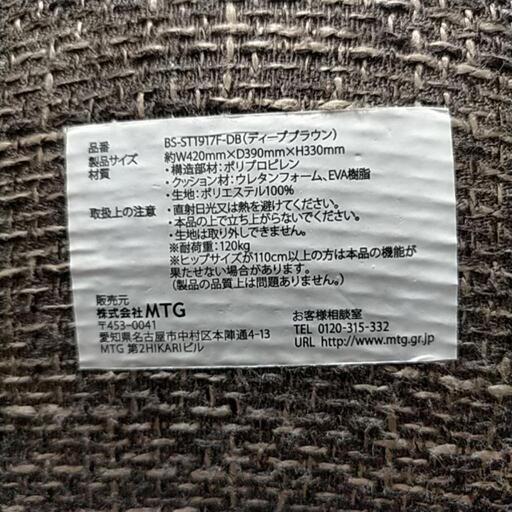 品番 BS-ST1917F-DB(ディープブラウン)
製品サイズ 約W420mm×D390mm×H330mm
材質 ・構造部材:ポリプロピレン
・クッション材:ウレタンフォーム、EVA樹脂
・生地:ポリエステル100%
取扱上の注意 ・直射日光又は熱を避けてください。
・本品の上で立ち上がらないでください。
・生地は取り外しできません。
※耐荷重:120kg
※ヒップサイズが110cm以上の方は本品の機能が
果たせない場合があります。
(製品の品質上は問題ありません。)
販売元
株式会社MTG
〒453-0041
愛知県名古屋市中村区本陣通4-13
MTG 第2HIKARIビル
お客様相談室
TEL 0120-315-332
URL http://www.mtg.gr.jp